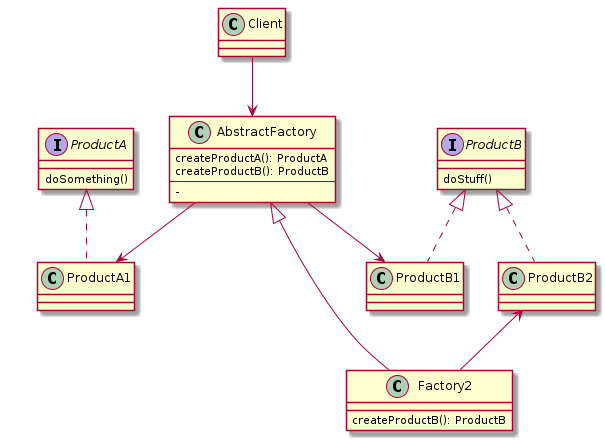 C Client
C AbstractFactory
createProductA(): ProductA
createProductB(): ProductB
-
I ProductA
doSomething()
I ProductB
doStuff()
C ProductA1
C ProductB1
C ProductB2
C Factory2
createProductB(): ProductB